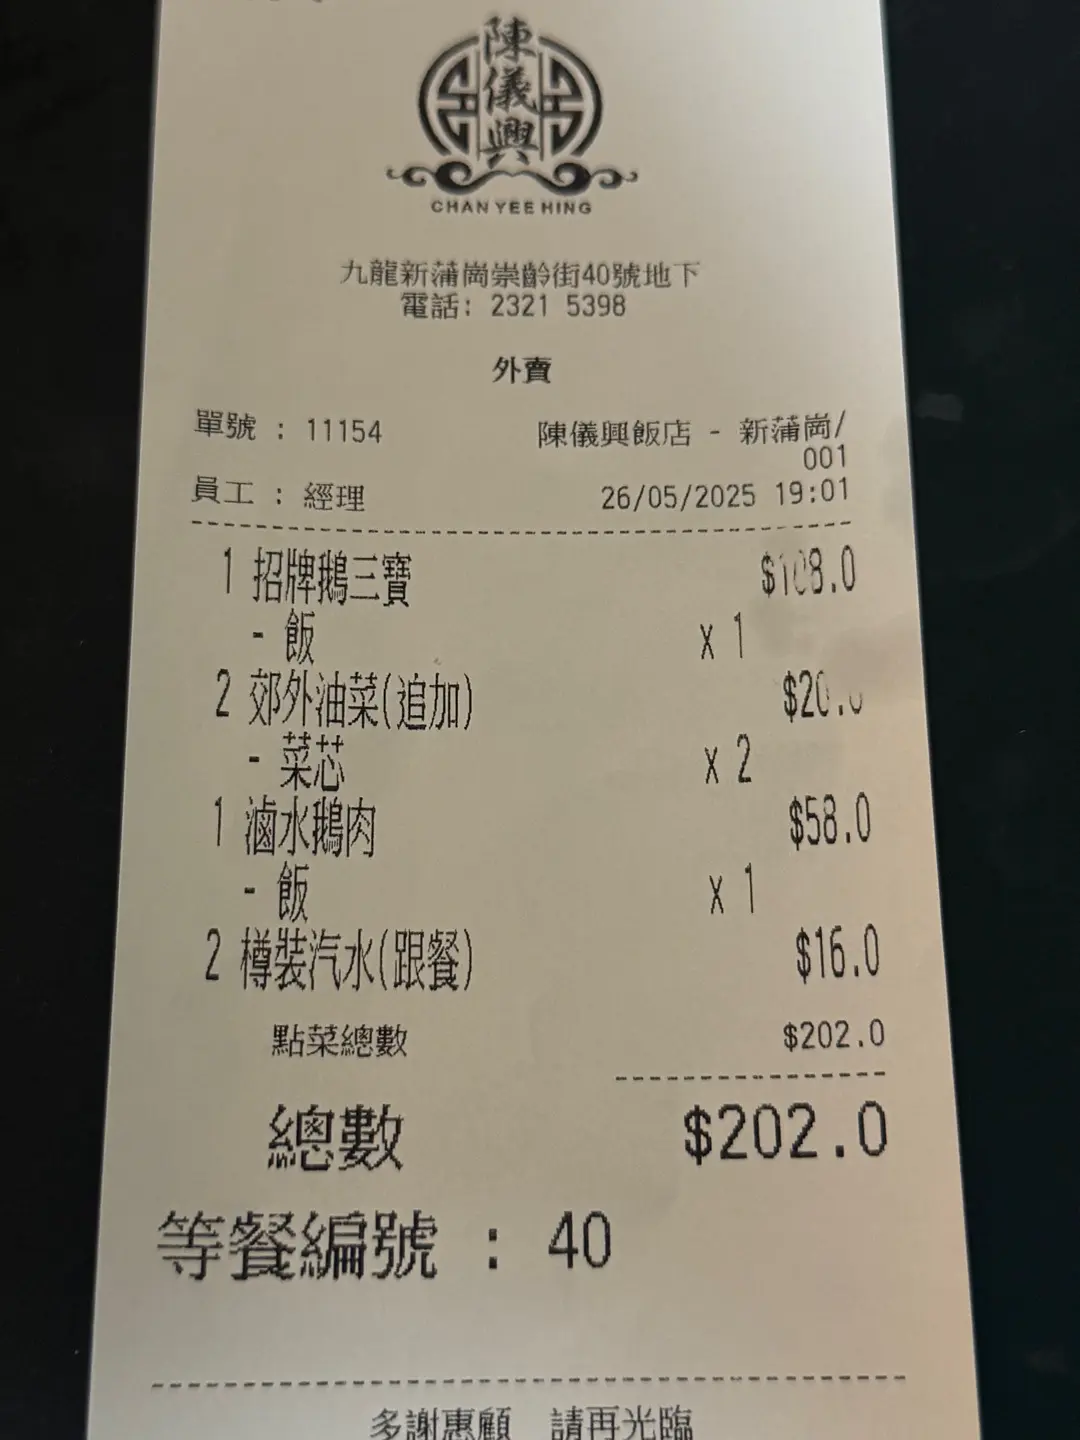 陳儀興
CHAN YEE HING
九龍新蒲崗崇齡街40號地下
電話: 2321 5398
外賣
單號 : 11154 陳儀興飯店 - 新蒲崗/
001
員工 : 經理 26/05/2025 19:01
1 招牌鵝三寶 $108.0
- 飯 x 1
2 郊外油菜(追加) $20.0
- 菜芯 x 2
1 滷水鵝肉 $58.0
- 飯 x 1
2 樽裝汽水(跟餐) $16.0
點菜總數 $202.0
總數 $202.0
等餐編號 : 40
多謝惠顧 請再光臨